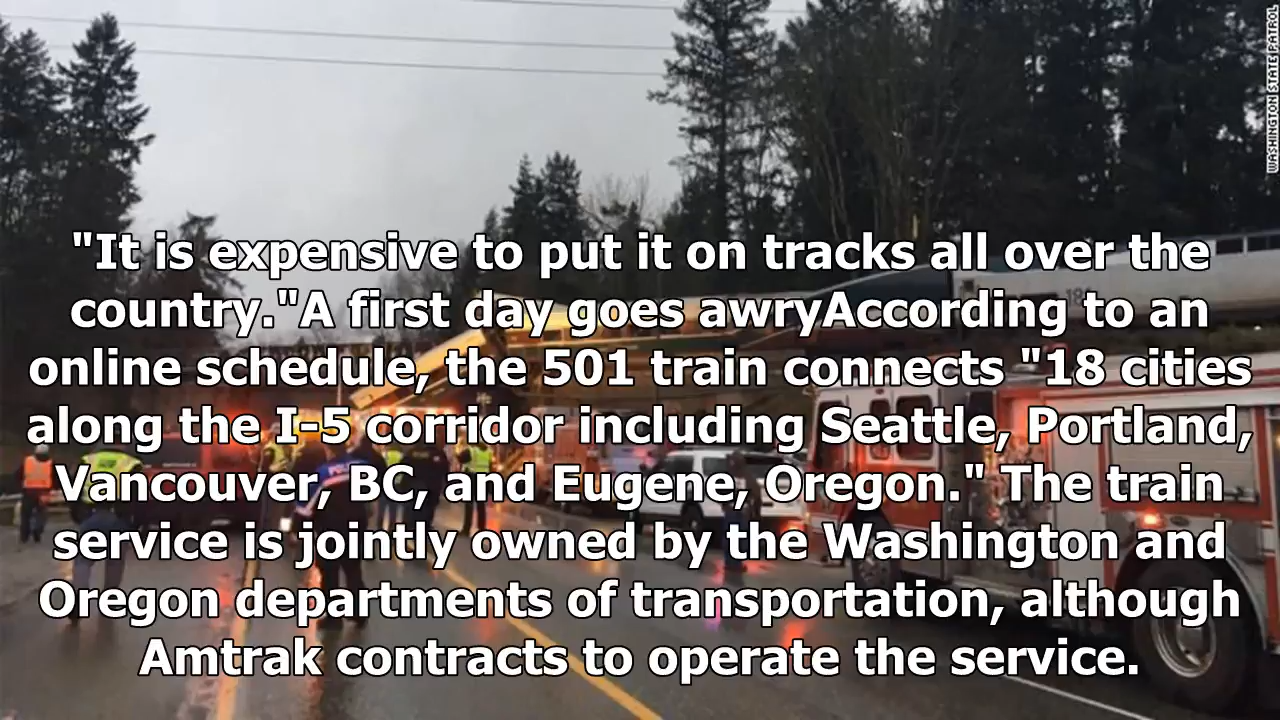 WASHINGTON STATE PATROL
"It is expensive to put it on tracks all over the
country."A first day goes awryAccording to an
online schedule, the 501 train connects "18 cities
along the I-5 corridor including Seattle, Portland,
Vancouver, BC, and Eugene, Oregon." The train
service is jointly owned by the Washington and
Oregon departments of transportation, although
Amtrak contracts to operate the service.